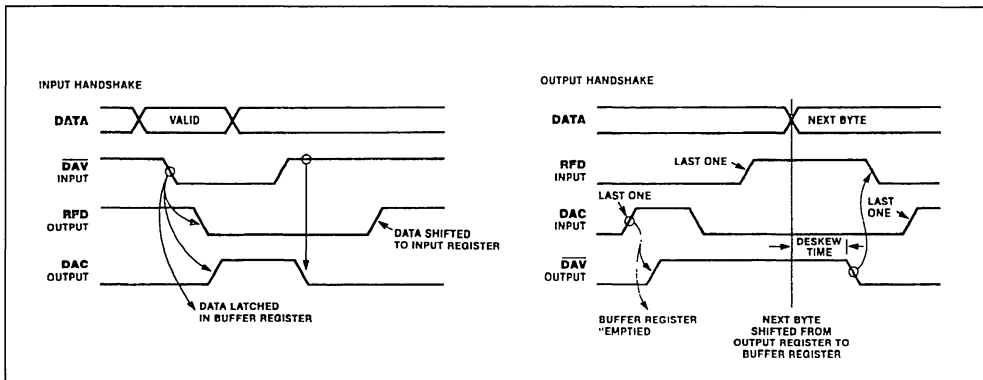 INPUT HANDSHAKE
DATA
VALID
DAV
INPUT
RFD
OUTPUT
DATA SHIFTED
TO INPUT REGISTER
DAC
OUTPUT
DATA LATCHED
IN BUFFER REGISTER
OUTPUT HANDSHAKE
DATA
NEXT BYTE
RFD
INPUT
LAST ONE
LAST ONE
DAC
INPUT
LAST
ONE
DESKEW
TIME
DAV
OUTPUT
BUFFER REGISTER
"EMPTIED
NEXT BYTE
SHIFTED FROM
OUTPUT REGISTER TO
BUFFER REGISTER